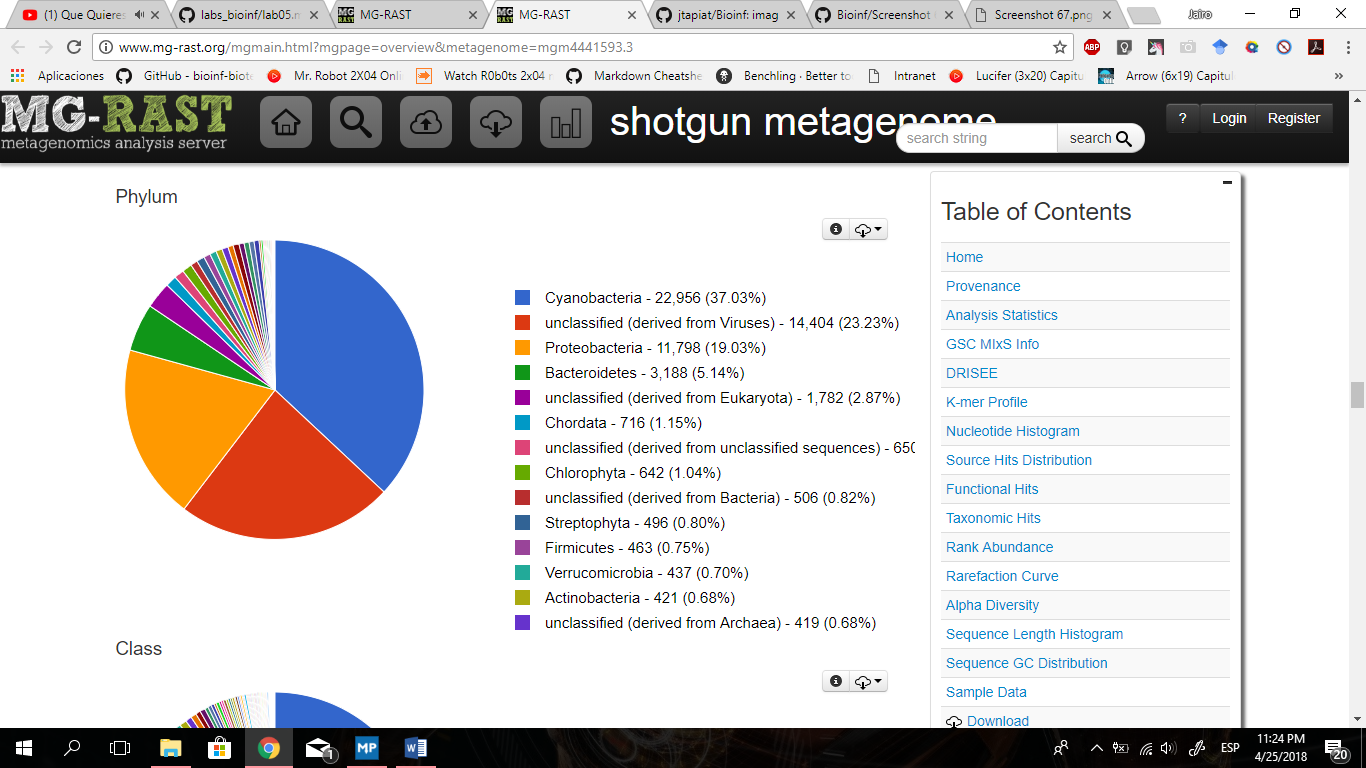 (1) Que Quieres
labs_bioinf/lab05.m
MG-RAST
MG-RAST
jtapiat/Bioinf: imag
Bioinf/Screenshot
Screenshot 67.png
Jairo
www.mg-rast.org/mgmain.html?mgpage=overview&metagenome=mgm4441593.3
ABP
Aplicaciones
GitHub - bioinf-biote
Mr. Robot 2X04 Onli
Watch R0b0ts 2x04
Markdown Cheatshe
Benchling · Better to
Intranet
Lucifer (3x20) Capitu
Arrow (6x19) Capitul
»
MG-RAST
metagenomics analysis server
shotgun metagenome
search string
search
?
Login
Register
Phylum
Cyanobacteria - 22,956 (37.03%)
unclassified (derived from Viruses) - 14,404 (23.23%)
Proteobacteria - 11,798 (19.03%)
Bacteroidetes - 3,188 (5.14%)
unclassified (derived from Eukaryota) - 1,782 (2.87%)
Chordata - 716 (1.15%)
unclassified (derived from unclassified sequences) - 650
Chlorophyta - 642 (1.04%)
unclassified (derived from Bacteria) - 506 (0.82%)
Streptophyta - 496 (0.80%)
Firmicutes - 463 (0.75%)
Verrucomicrobia - 437 (0.70%)
Actinobacteria - 421 (0.68%)
unclassified (derived from Archaea) - 419 (0.68%)
Class
Table of Contents
Home
Provenance
Analysis Statistics
GSC MIxS Info
DRISEE
K-mer Profile
Nucleotide Histogram
Source Hits Distribution
Functional Hits
Taxonomic Hits
Rank Abundance
Rarefaction Curve
Alpha Diversity
Sequence Length Histogram
Sequence GC Distribution
Sample Data
Download
1
MP
W
ESP
11:24 PM
4/25/2018
20